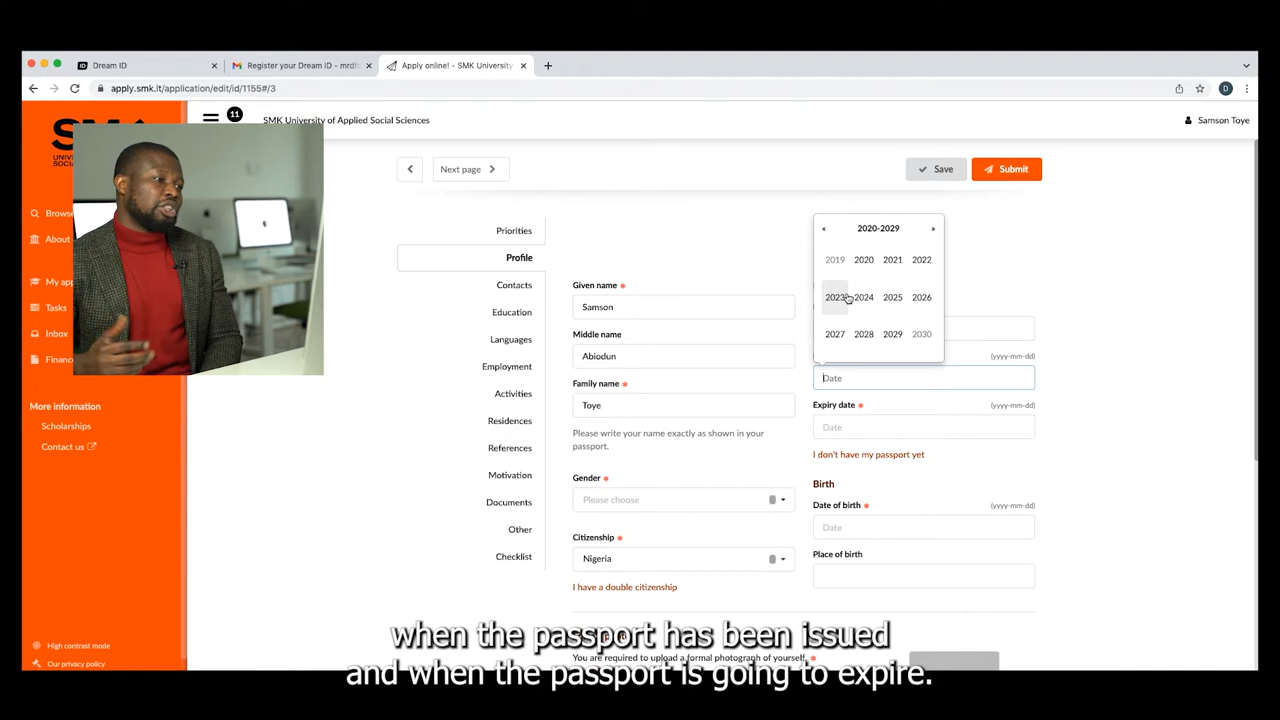 Dream ID
Register your Dream ID - mrdfc
Apply online! - SMK University
apply.smk.lt/application/edit/id/1155#/3
D
11
SMK University of Applied Social Sciences
Samson Toye
SM
UNIV
SOCIA
Browse
About
My app
Tasks
Inbox
Finance
More information
Scholarships
Contact us
High contrast mode
Our privacy policy
Next page
Save
Submit
Priorities
Profile
Contacts
Education
Languages
Employment
Activities
Residences
References
Motivation
Documents
Other
Checklist
Given name *
Samson
Middle name
Abiodun
Family name *
Toye
Please write your name exactly as shown in your
passport.
Gender *
Please choose
Citizenship *
Nigeria
I have a double citizenship
You are required to upload a formal photograph of yourself. *
« 2020-2029 »
2019 2020 2021 2022
2023 2024 2025 2026
2027 2028 2029 2030
(yyyy-mm-dd)
Date
Expiry date * (yyyy-mm-dd)
Date
I don't have my passport yet
Birth
Date of birth * (yyyy-mm-dd)
Date
Place of birth
when the passport has been issued
and when the passport is going to expire.